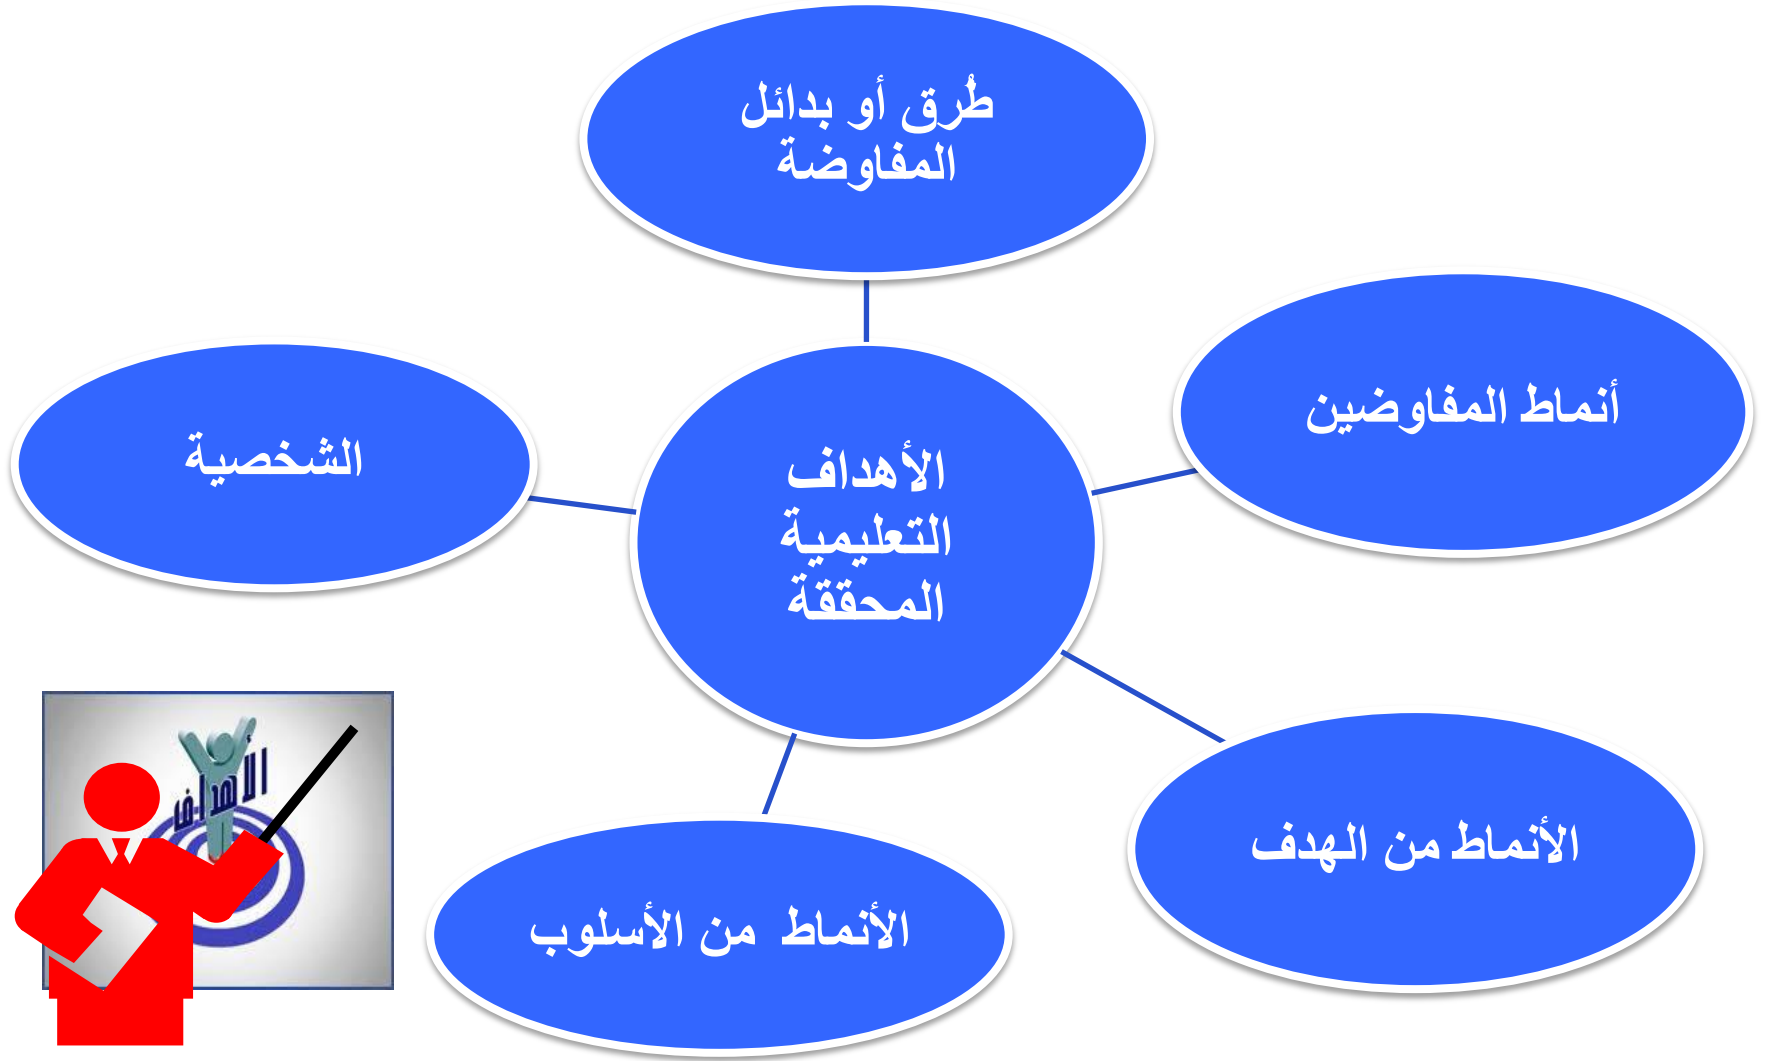 طُرق أو بدائل
المفاوضة
أنماط المفاوضين
الشخصية
الأهداف
التعليمية
المحققة
الأنماط من الهدف
الأنماط من الأسلوب
الأهداف